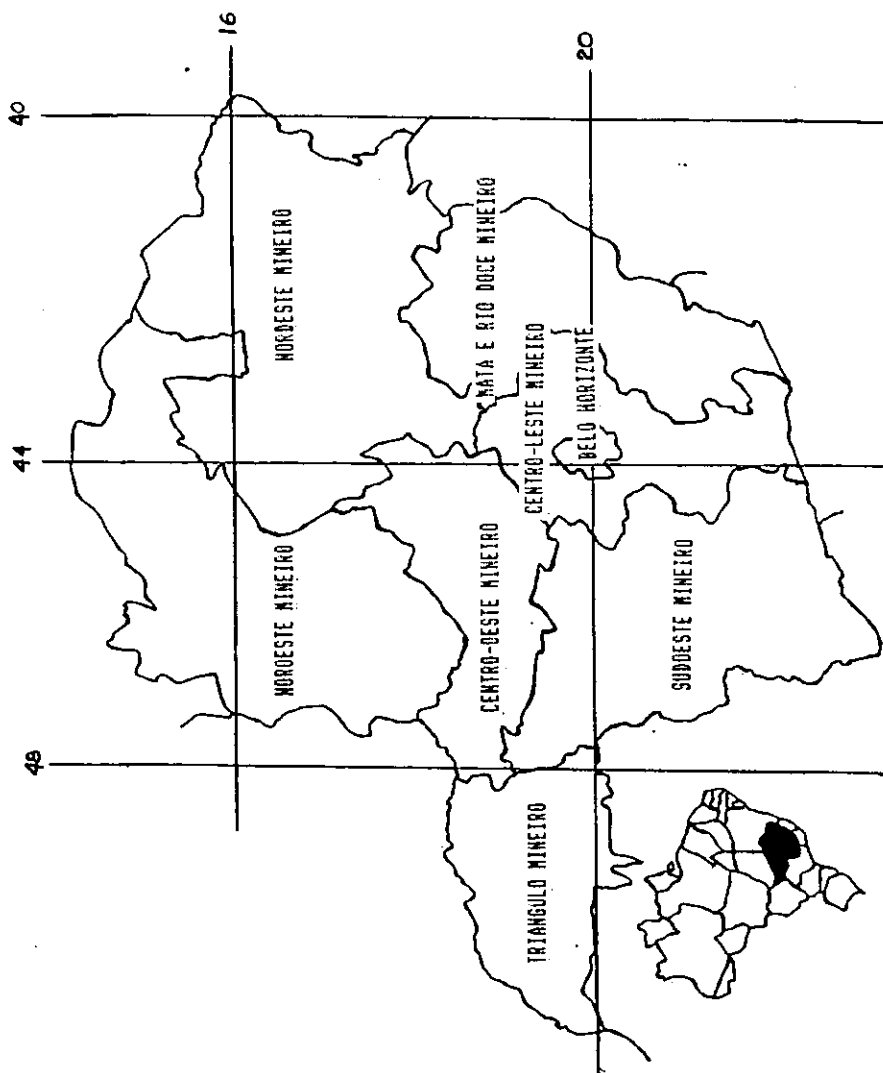 40
44
48
16
20
NOROESTE MINEIRO
NORDESTE MINEIRO
CENTRO-OESTE MINEIRO
MATA E RIO DOCE MINEIRO
TRIANGULO MINEIRO
CENTRO-LESTE MINEIRO
BELO HORIZONTE
SUDOESTE MINEIRO